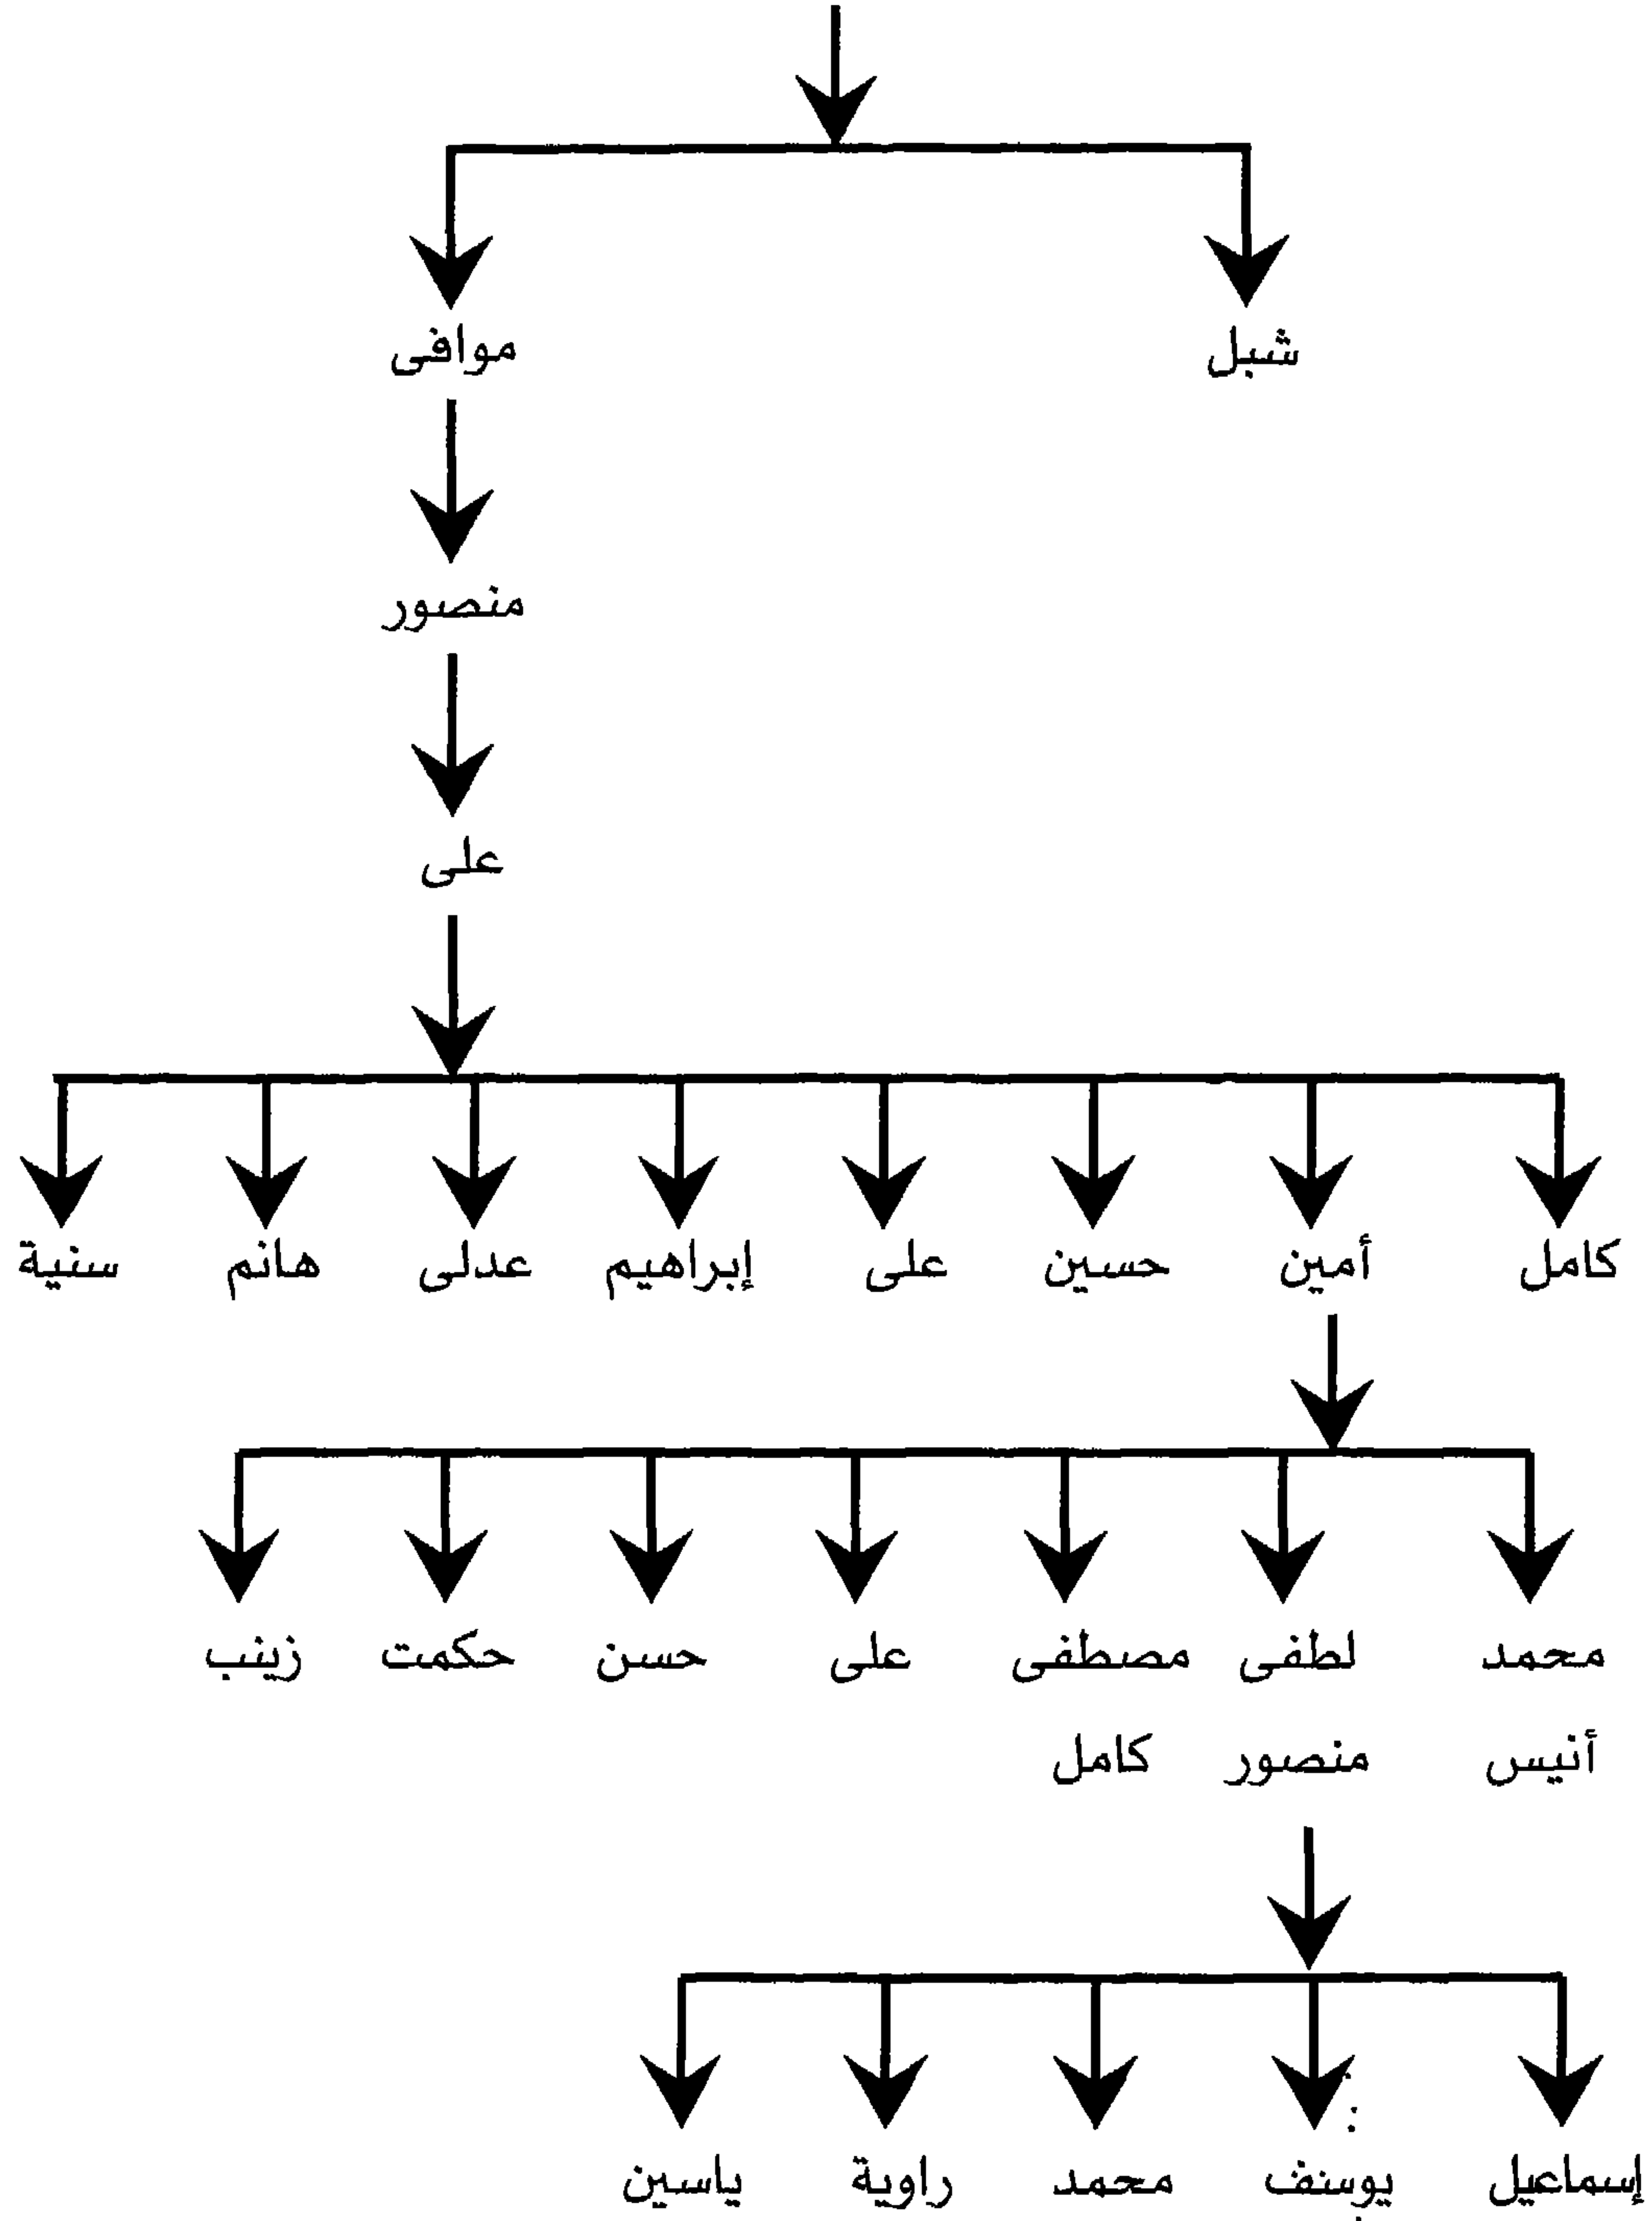 شبل موافى
منصور
على
كامل أمين حسين على إبراهيم عدلى هانم سنية
محمد لطفى مصطفى على حسن حكمت زينب
أنيس منصور كامل
إسماعيل يوسف محمد راوية ياسين